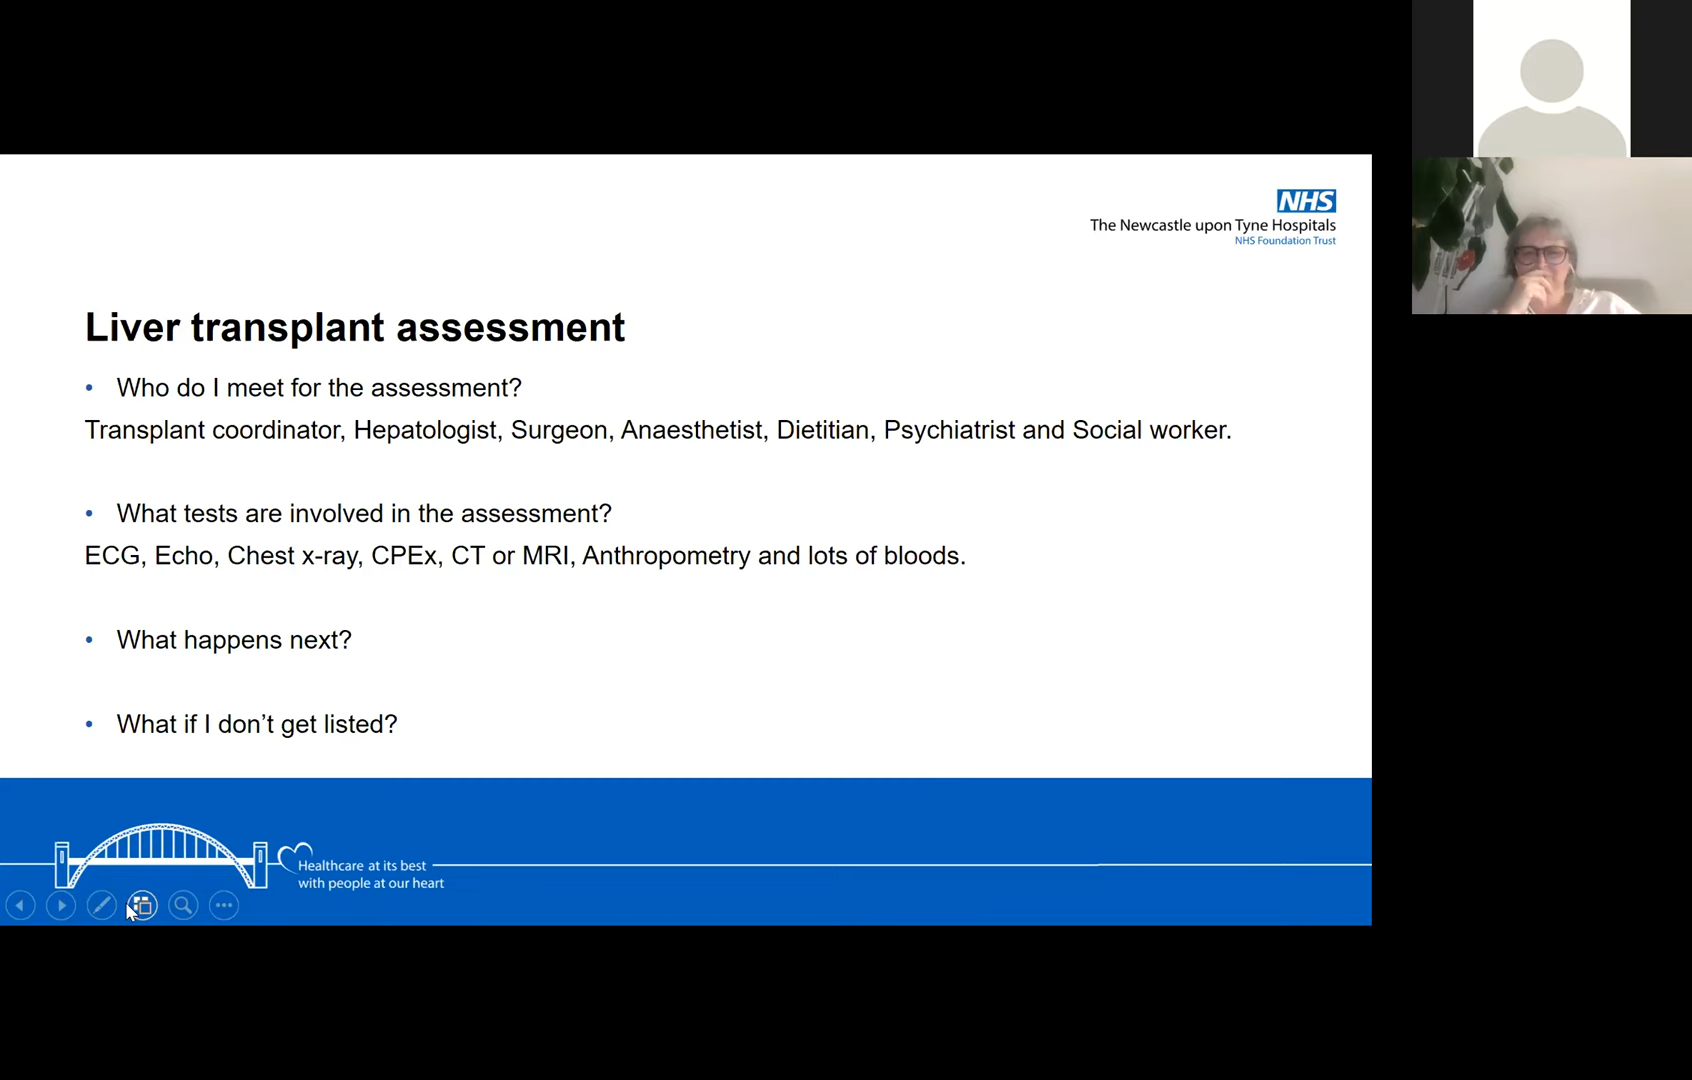 NHS
The Newcastle upon Tyne Hospitals
NHS Foundation Trust
Liver transplant assessment
• Who do I meet for the assessment?
Transplant coordinator, Hepatologist, Surgeon, Anaesthetist, Dietitian, Psychiatrist and Social worker.
• What tests are involved in the assessment?
ECG, Echo, Chest x-ray, CPEx, CT or MRI, Anthropometry and lots of bloods.
• What happens next?
• What if I don’t get listed?
Healthcare at its best
with people at our heart